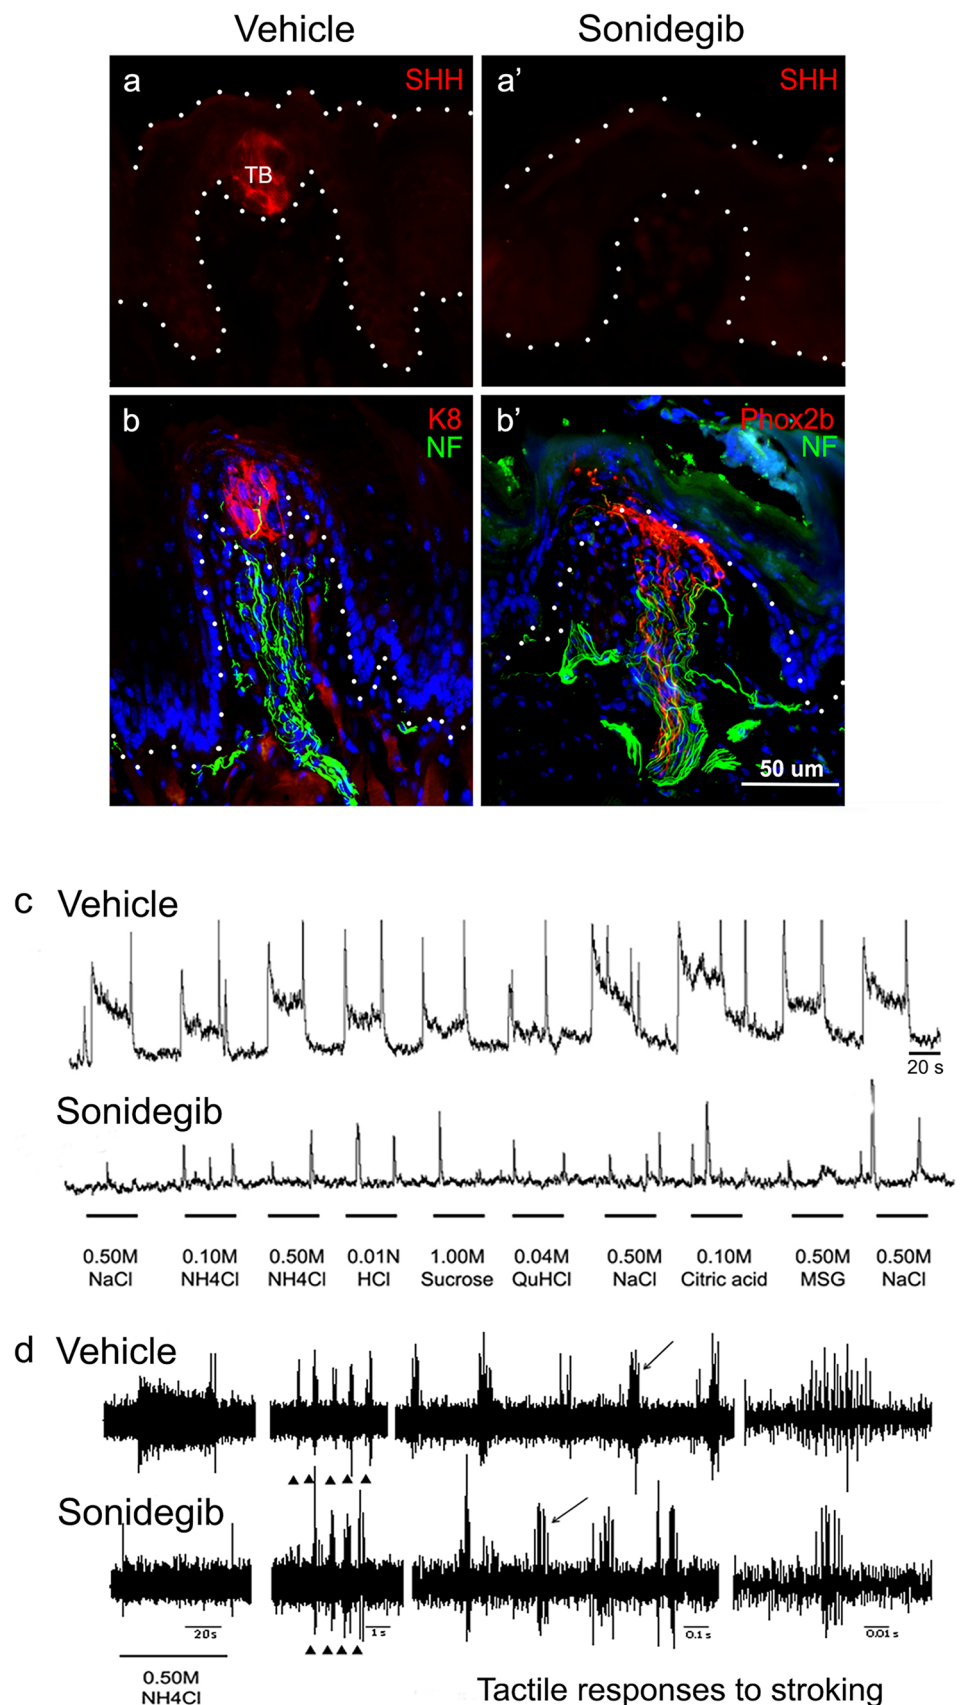 Vehicle Sonidegib
a SHH a’ SHH
TB
b K8 b’ Phox2b
NF NF
50 um
c Vehicle
20 s
Sonidegib
0.50M 0.10M 0.50M 0.01N 1.00M 0.04M 0.50M 0.10M 0.50M 0.50M
NaCl NH4Cl NH4Cl HCl Sucrose QuHCl NaCl Citric acid MSG NaCl
d Vehicle
Sonidegib
20s 1s 0.1s 0.01s
0.50M
NH4Cl
Tactile responses to stroking